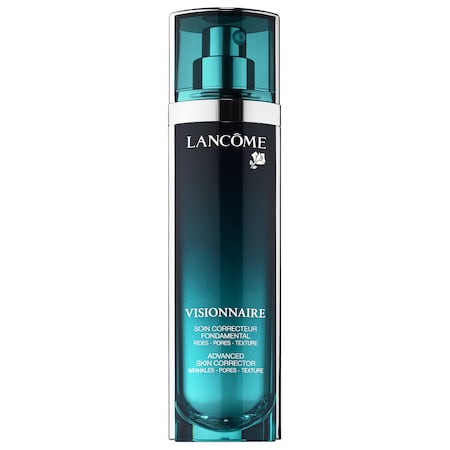 LANCÔME
VISIONNAIRE
SOIN CORRECTEUR
FONDAMENTAL
RIDES - PORES - TEXTURE
ADVANCED
SKIN CORRECTOR
WRINKLES - PORES - TEXTURE